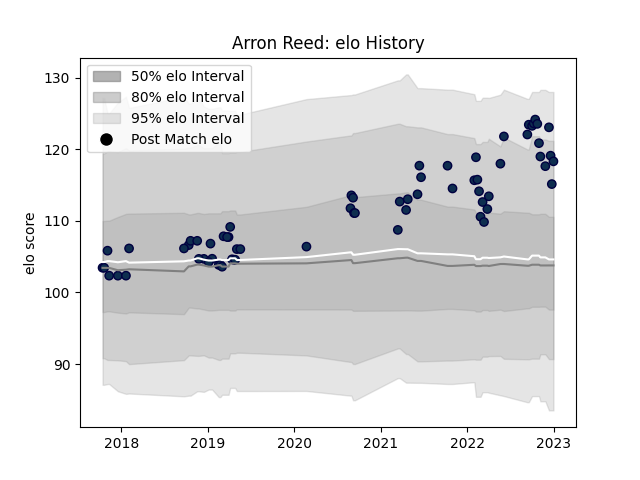 Arron Reed: elo History
50% elo Interval
80% elo Interval
95% elo Interval
Post Match elo
elo score
130
120
110
100
90
2018 2019 2020 2021 2022 2023